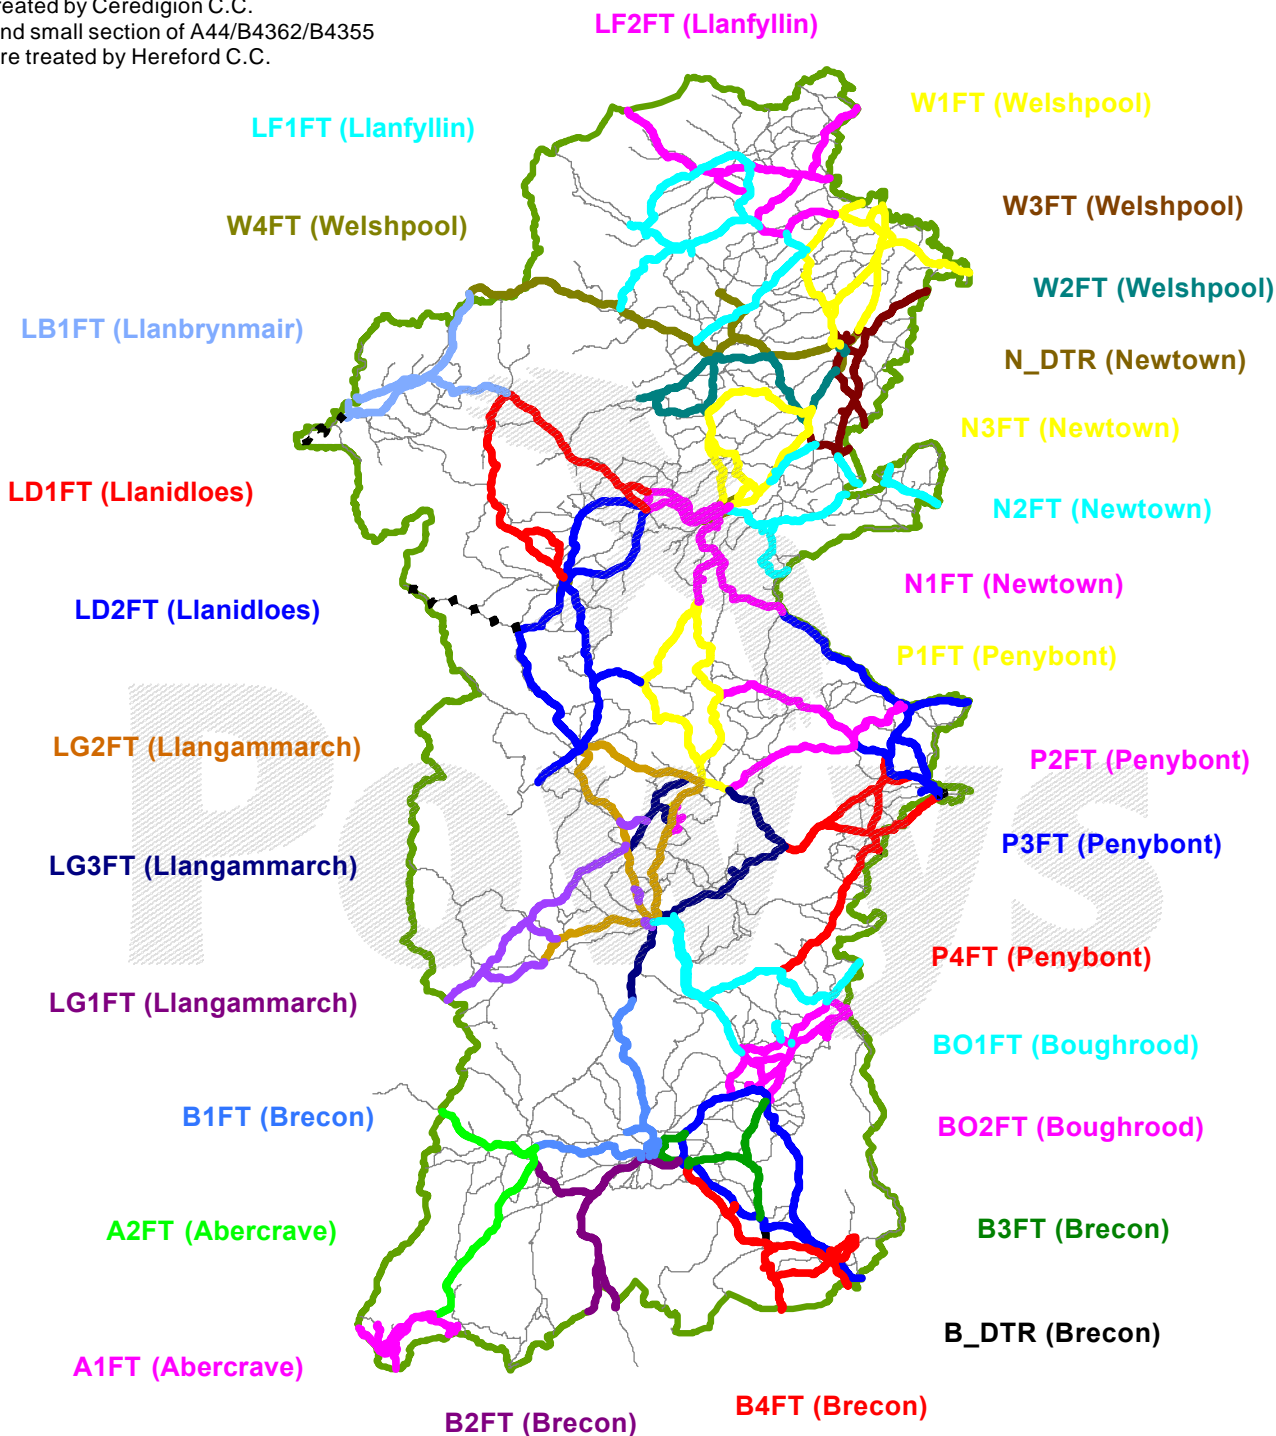 reated by Ceredigion C.C.
nd small section of A44/B4362/B4355
re treated by Hereford C.C.
LF2FT (Llanfyllin)
W1FT (Welshpool)
LF1FT (Llanfyllin)
W3FT (Welshpool)
W4FT (Welshpool)
W2FT (Welshpool)
LB1FT (Llanbrynmair)
N_DTR (Newtown)
N3FT (Newtown)
LD1FT (Llanidloes)
N2FT (Newtown)
N1FT (Newtown)
LD2FT (Llanidloes)
P1FT (Penybont)
LG2FT (Llangammarch)
P2FT (Penybont)
P3FT (Penybont)
LG3FT (Llangammarch)
Powys
P4FT (Penybont)
LG1FT (Llangammarch)
BO1FT (Boughrood)
B1FT (Brecon)
BO2FT (Boughrood)
A2FT (Abercrave)
B3FT (Brecon)
B_DTR (Brecon)
A1FT (Abercrave)
B4FT (Brecon)
B2FT (Brecon)